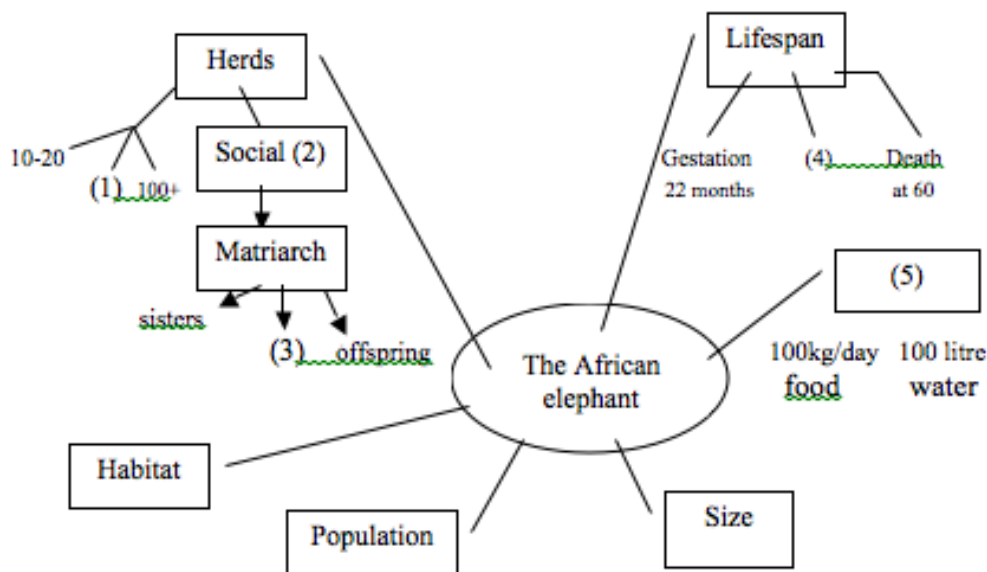 Herds
10-20
(1) 100+
Social (2)
Matriarch
sisters
(3) offspring
Lifespan
Gestation
22 months
(4) Death
at 60
(5)
100kg/day
food
100 litre
water
The African
elephant
Habitat
Population
Size